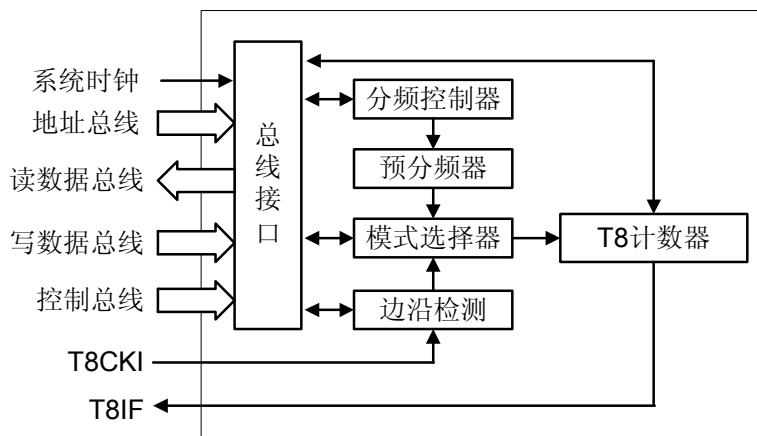 系统时钟
地址总线
读数据总线
写数据总线
控制总线
T8CKI
T8IF
总线接口
分频控制器
预分频器
模式选择器
边沿检测
T8计数器